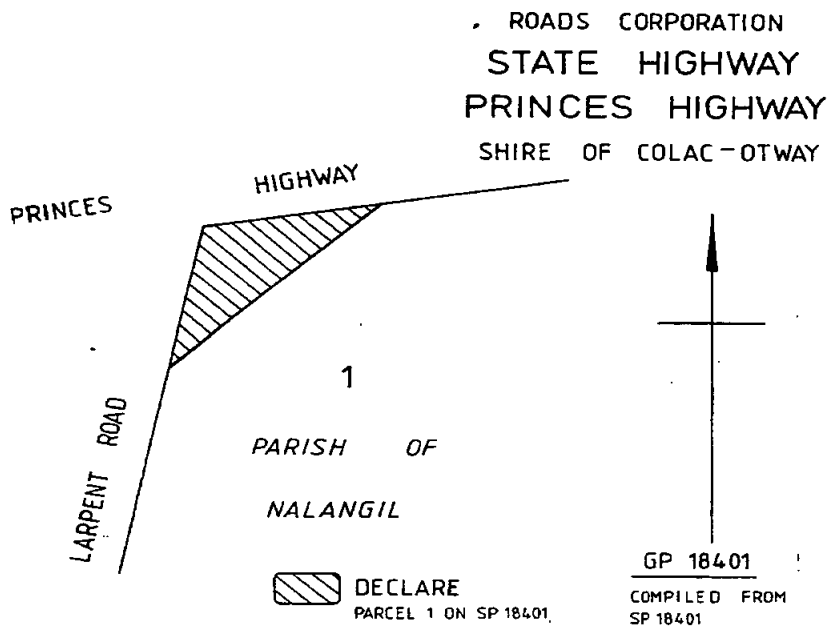 ROADS CORPORATION
STATE HIGHWAY
PRINCES HIGHWAY
SHIRE OF COLAC-OTWAY
PRINCES HIGHWAY
LARPENT ROAD
1
PARISH OF
NALANGIL
DECLARE
PARCEL 1 ON SP 18401
GP 18401
COMPILED FROM
SP 18401